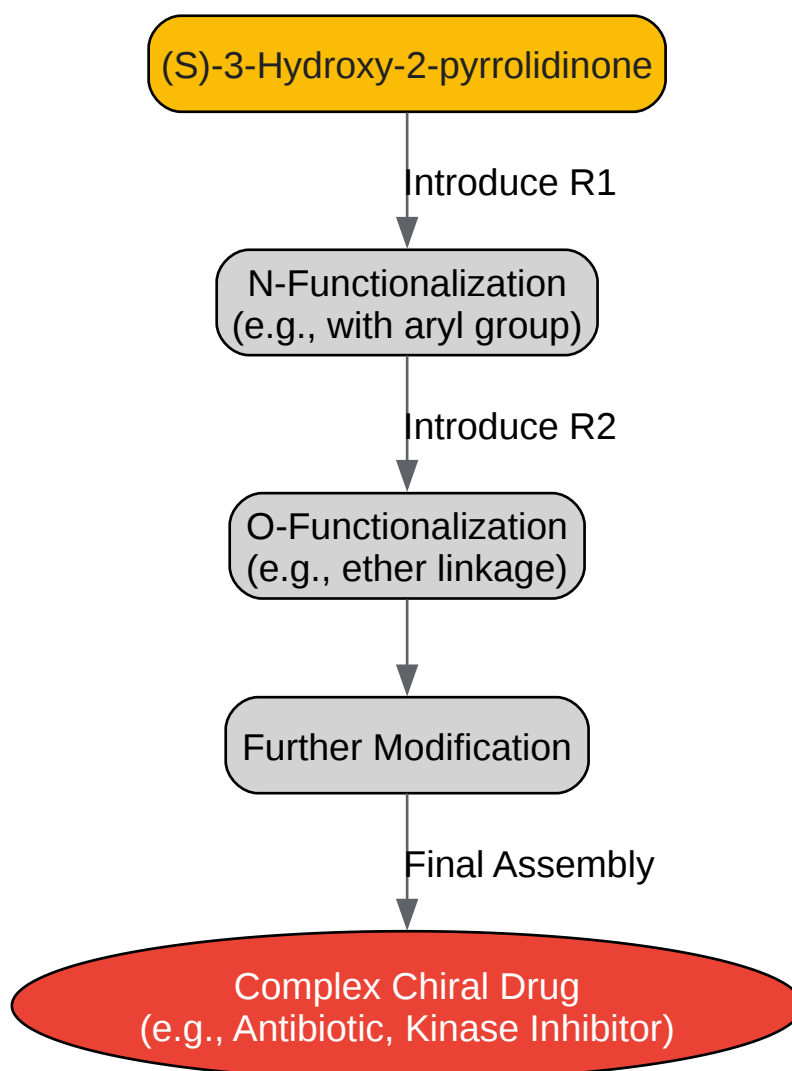 (S)-3-Hydroxy-2-pyrrolidinone
Introduce R1
N-Functionalization
(e.g., with aryl group)
Introduce R2
O-Functionalization
(e.g., ether linkage)
Further Modification
Final Assembly
Complex Chiral Drug
(e.g., Antibiotic, Kinase Inhibitor)